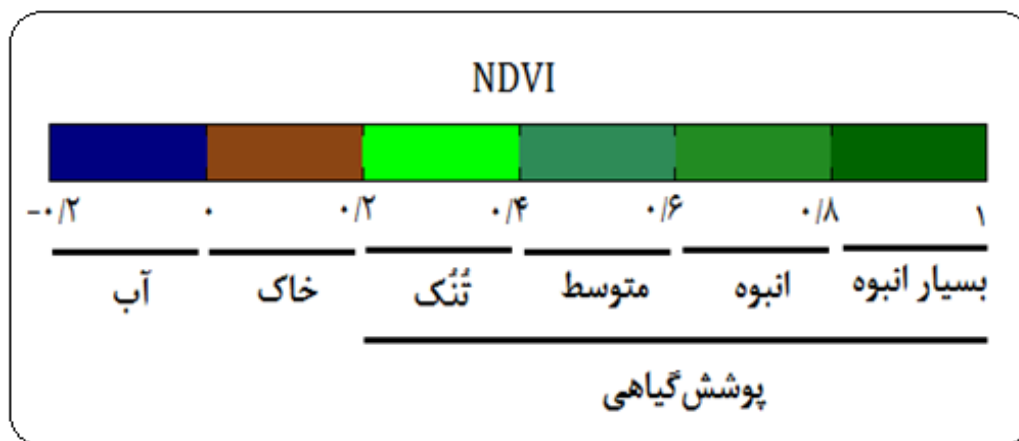 NDVI
-۰/۲ ۰ ۰/۲ ۰/۴ ۰/۶ ۰/۸ ۱
آب خاک تُنُک متوسط انبوه بسیار انبوه
پوشش‌گیاهی